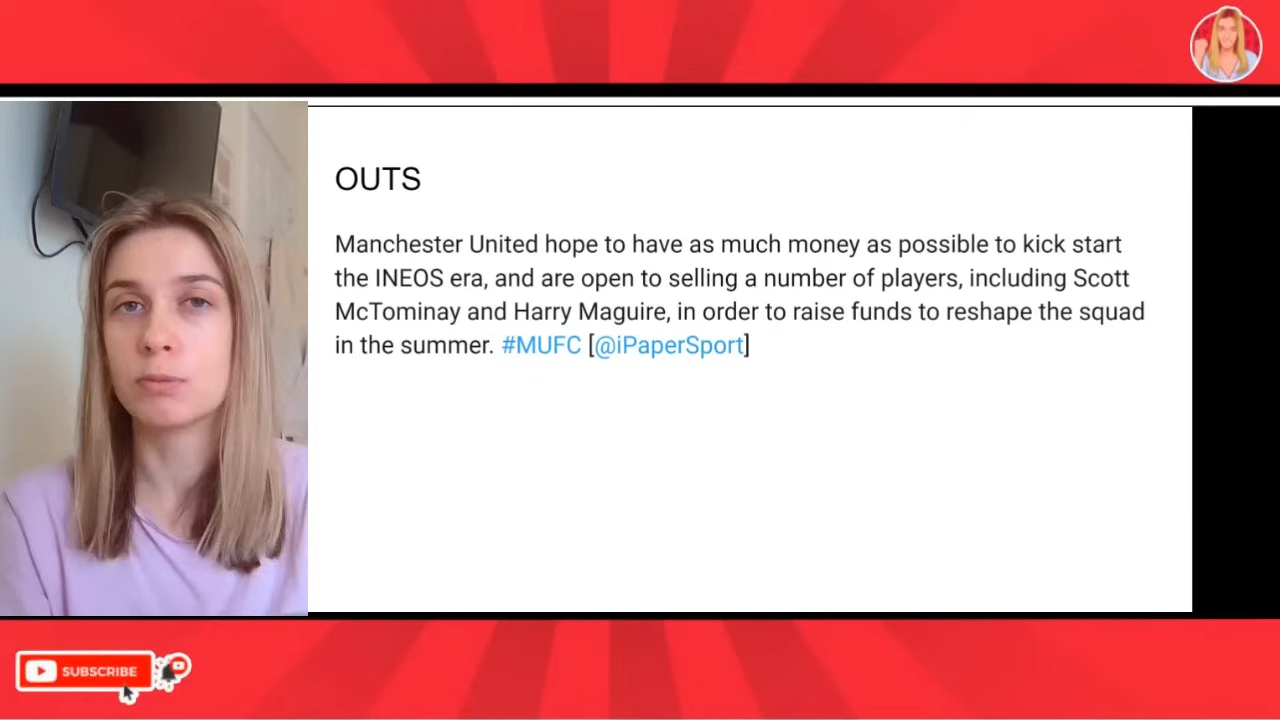 OUTS
Manchester United hope to have as much money as possible to kick start
the INEOS era, and are open to selling a number of players, including Scott
McTominay and Harry Maguire, in order to raise funds to reshape the squad
in the summer. #MUFC [@iPaperSport]
SUBSCRIBE